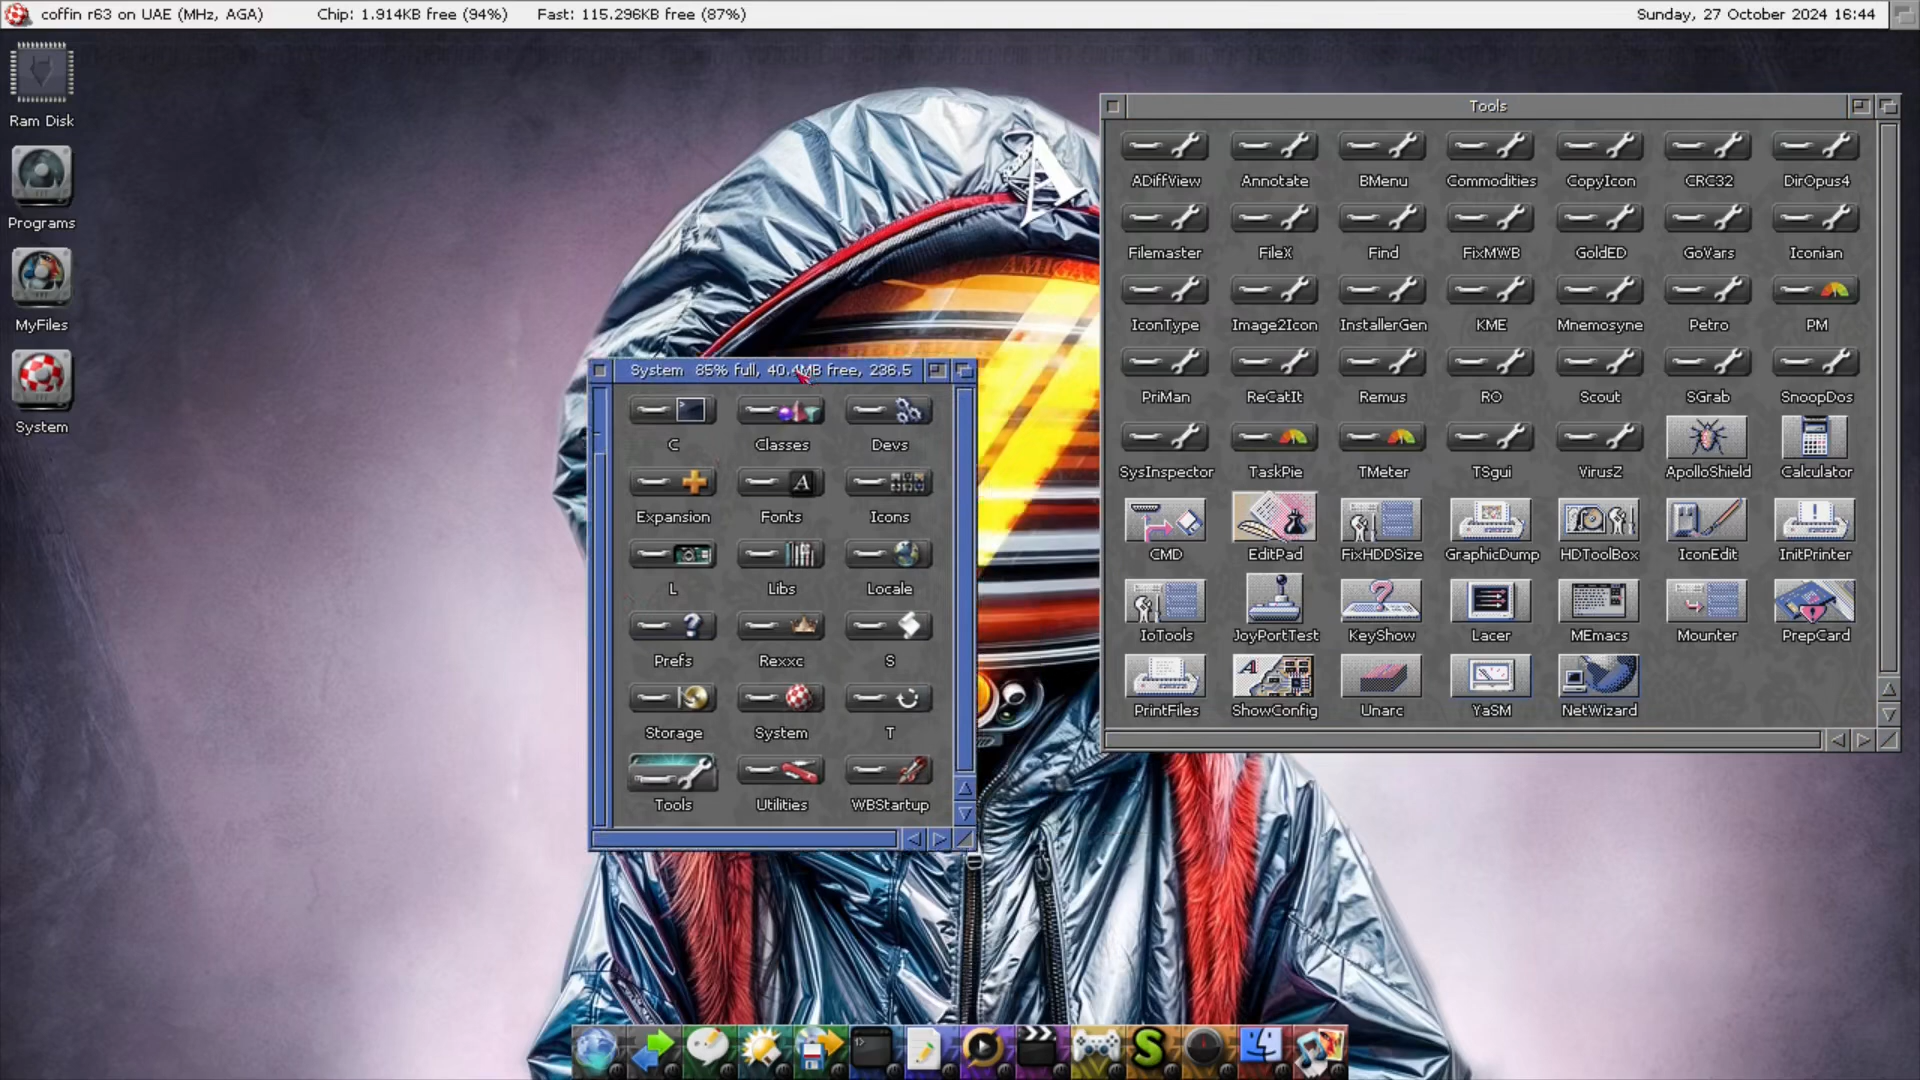 coffin r63 on UAE (MHz, AGA) Chip: 1.914KB free (94%) Fast: 115.296KB free (87%) Sunday, 27 October 2024 16:44
Ram Disk
Programs
MyFiles
System
System 85% full, 40.4MB free, 236.5
C Classes Devs
Expansion Fonts Icons
L Libs Locale
Prefs Rexxc S
Storage System T
Tools Utilities WBStartup
Tools
ADiffView Annotate BMenu Commodities CopyIcon CRC32 DirOpus4
Filemaster FileX Find FixMWB GoldED GoVars Iconian
IconType Image2Icon InstallerGen KME Mnemosyne Petro PM
PriMan ReCatIt Remus RO Scout SGrab SnoopDos
SysInspector TaskPie TMeter TSgui VirusZ ApolloShield Calculator
CMD EditPad FixHDDSize GraphicDump HDToolBox IconEdit InitPrinter
IoTools JoyPortTest KeyShow Lacer MEmacs Mounter PrepCard
PrintFiles ShowConfig Unarc YaSM NetWizard